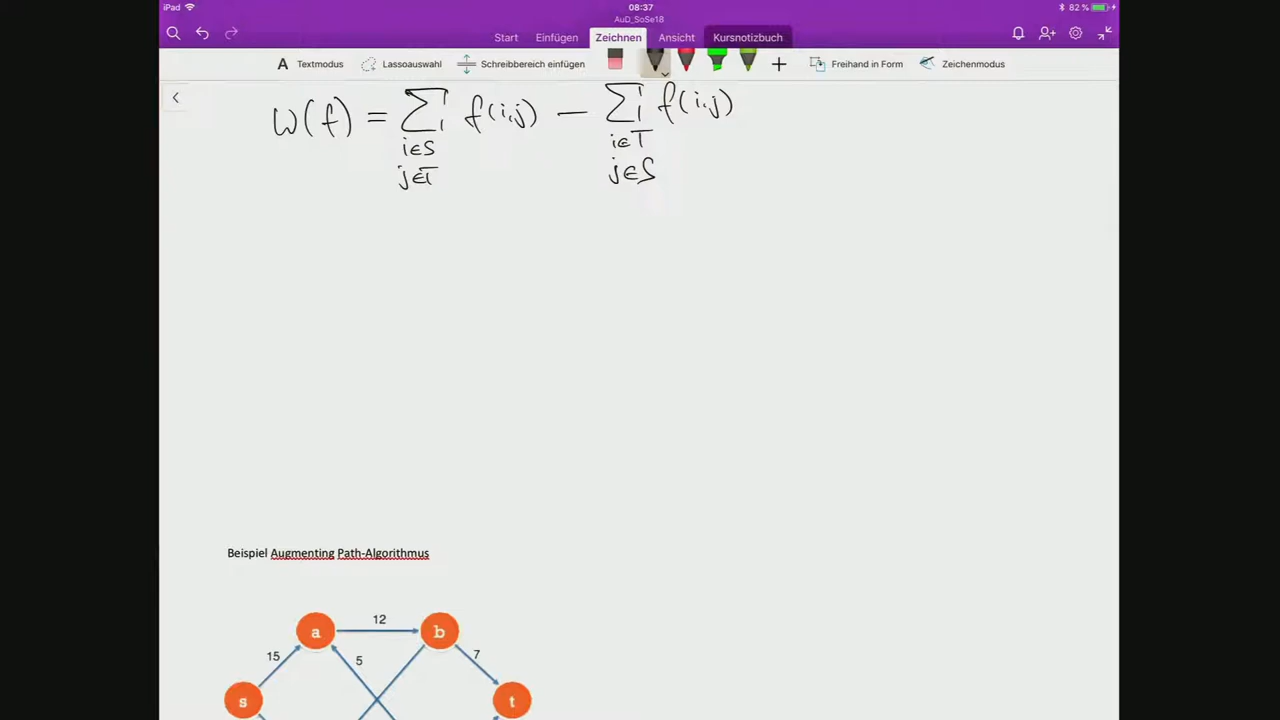 iPad 08:37 82 %
AuD_SoSe18
Start Einfügen Zeichnen Ansicht Kursnotizbuch
A Textmodus Lassoauswahl Schreibbereich einfügen + Freihand in Form Zeichenmodus
w(f) = ∑ f(i,j) − ∑ f(i,j)
i∈S i∈T
j∈T j∈S
Beispiel Augmenting Path-Algorithmus
12
a b
15 5 7
s t